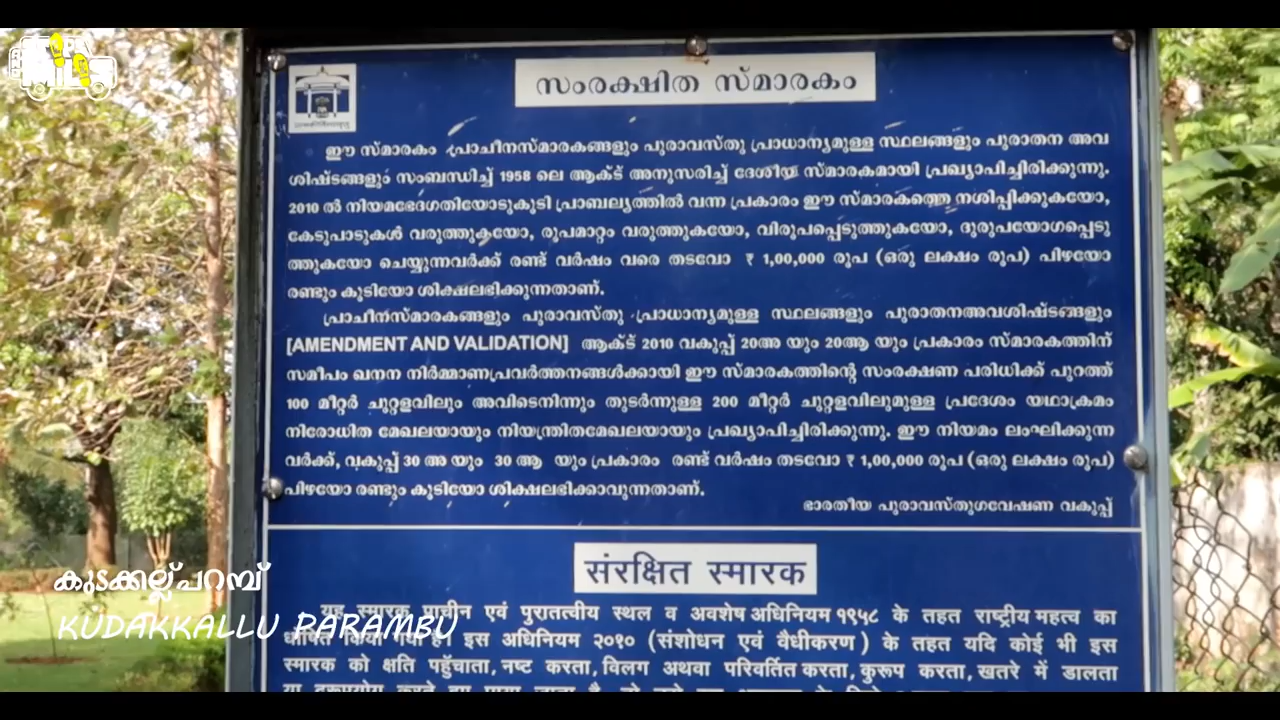 സംരക്ഷിത സ്മാരകം
ഈ സ്മാരകം പ്രാചീനസ്മാരകങ്ങളും പുരാവസ്തു പ്രാധാന്യമുള്ള സ്ഥലങ്ങളും പുരാതന അവ
ശിഷ്ടങ്ങളും സംബന്ധിച്ച് 1958 ലെ ആക്ട് അനുസരിച്ച് ദേശീയ സ്മാരകമായി പ്രഖ്യാപിച്ചിരിക്കുന്നു.
2010 ൽ നിയമഭേദഗതിയോടുകൂടി പ്രാബല്യത്തിൽ വന്ന പ്രകാരം ഈ സ്മാരകത്തെ നശിപ്പിക്കുകയോ,
കേടുപാടുകൾ വരുത്തുകയോ, രൂപമാറ്റം വരുത്തുകയോ, വിരൂപപ്പെടുത്തുകയോ, ദുരുപയോഗപ്പെടു
ത്തുകയോ ചെയ്യുന്നവർക്ക് രണ്ട് വർഷം വരെ തടവോ ₹ 1,00,000 രൂപ (ഒരു ലക്ഷം രൂപ) പിഴയോ
രണ്ടും കൂടിയോ ശിക്ഷലഭിക്കുന്നതാണ്.
പ്രാചീനസ്മാരകങ്ങളും പുരാവസ്തു പ്രാധാന്യമുള്ള സ്ഥലങ്ങളും പുരാതനഅവശിഷ്ടങ്ങളും
[AMENDMENT AND VALIDATION] ആക്ട് 2010 വകുപ്പ് 20അ യും 20ആ യും പ്രകാരം സ്മാരകത്തിന്
സമീപം ഖനന നിർമ്മാണപ്രവർത്തനങ്ങൾക്കായി ഈ സ്മാരകത്തിന്റെ സംരക്ഷണ പരിധിക്ക് പുറത്ത്
100 മീറ്റർ ചുറ്റളവിലും അവിടെനിന്നും തുടർന്നുള്ള 200 മീറ്റർ ചുറ്റളവിലുമുള്ള പ്രദേശം യഥാക്രമം
നിരോധിത മേഖലയായും നിയന്ത്രിതമേഖലയായും പ്രഖ്യാപിച്ചിരിക്കുന്നു. ഈ നിയമം ലംഘിക്കുന്ന
വർക്ക്, വകുപ്പ് 30 അ യും 30 ആ യും പ്രകാരം രണ്ട് വർഷം തടവോ ₹ 1,00,000 രൂപ (ഒരു ലക്ഷം രൂപ)
പിഴയോ രണ്ടും കൂടിയോ ശിക്ഷലഭിക്കാവുന്നതാണ്.
ഭാരതീയ പുരാവസ്തുഗവേഷണ വകുപ്പ്
संरक्षित स्मारक
यह स्मारक प्राचीन एवं पुरातत्वीय स्थल व अवशेष अधिनियम १९५८ के तहत राष्ट्रीय महत्व का
इस अधिनियम २०१० (संशोधन एवं वैधीकरण ) के तहत यदि कोई भी इस
स्मारक को क्षति पहुँचाता, नष्ट करता, विलग अथवा परिवर्तित करता, कुरूप करता, खतरे में डालता
കുടക്കല്ല്പറമ്പ്
KUDAKKALLU PARAMBU